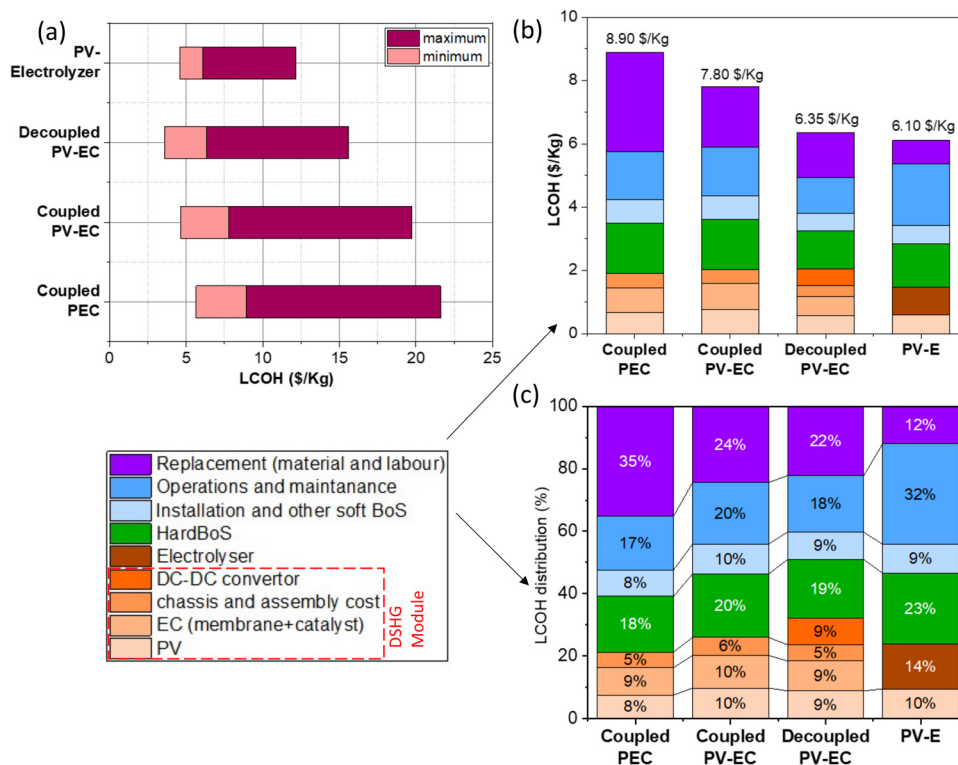 (a)
maximum
minimum
PV-
Electrolyzer
Decoupled
PV-EC
Coupled
PV-EC
Coupled
PEC
0 5 10 15 20 25
LCOH ($/Kg)
(b)
10
8
6
4
2
0
LCOH ($/Kg)
8.90 $/Kg
7.80 $/Kg
6.35 $/Kg
6.10 $/Kg
Coupled
PEC
Coupled
PV-EC
Decoupled
PV-EC
PV-E
Replacement (material and labour)
Operations and maintanance
Installation and other soft BoS
HardBoS
Electrolyser
DC-DC convertor
chassis and assembly cost
EC (membrane+catalyst)
PV
DSHG
Module
(c)
100
80
60
40
20
0
LCOH distribution (%)
35%
17%
8%
18%
5%
9%
8%
24%
20%
10%
20%
6%
10%
10%
22%
18%
9%
19%
9%
5%
9%
9%
12%
32%
9%
23%
14%
10%
Coupled
PEC
Coupled
PV-EC
Decoupled
PV-EC
PV-E